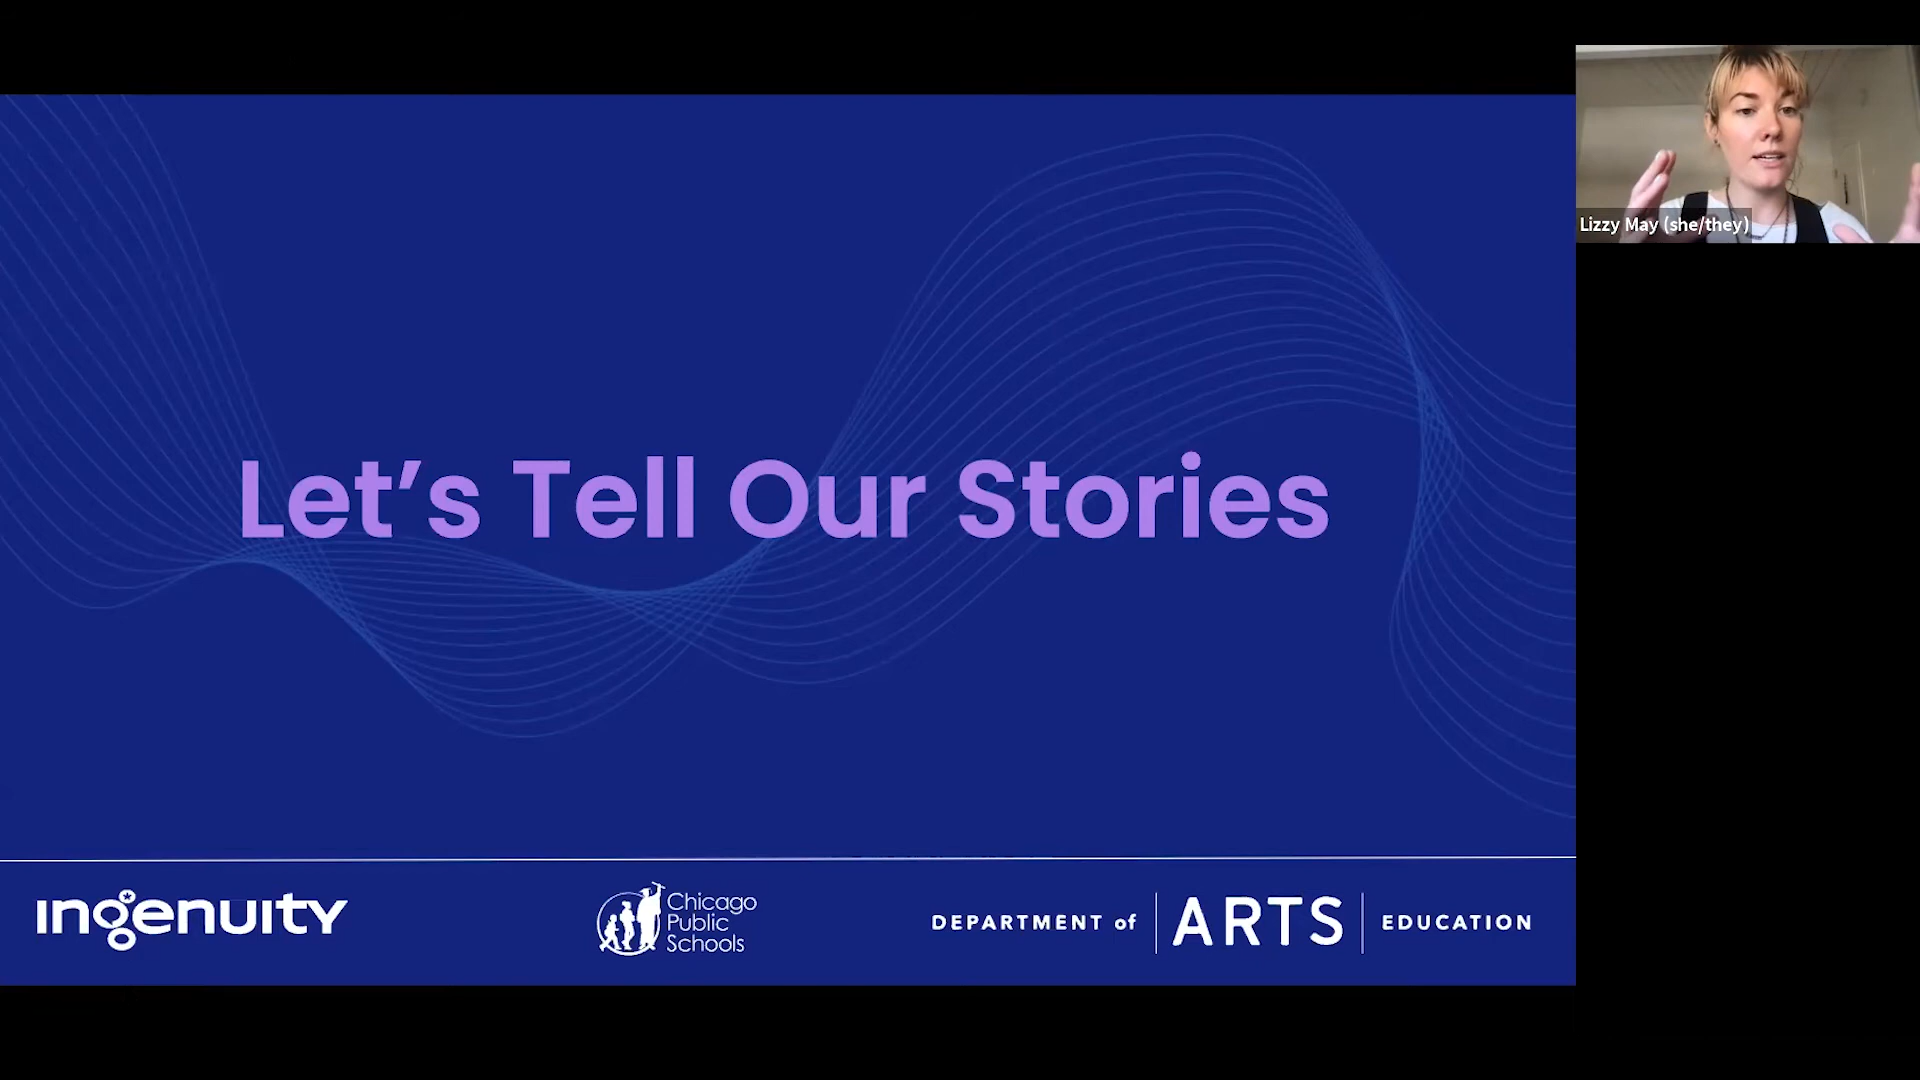 Lizzy May (she/they)
Let's Tell Our Stories
ingenuity
Chicago
Public
Schools
DEPARTMENT of | ARTS | EDUCATION